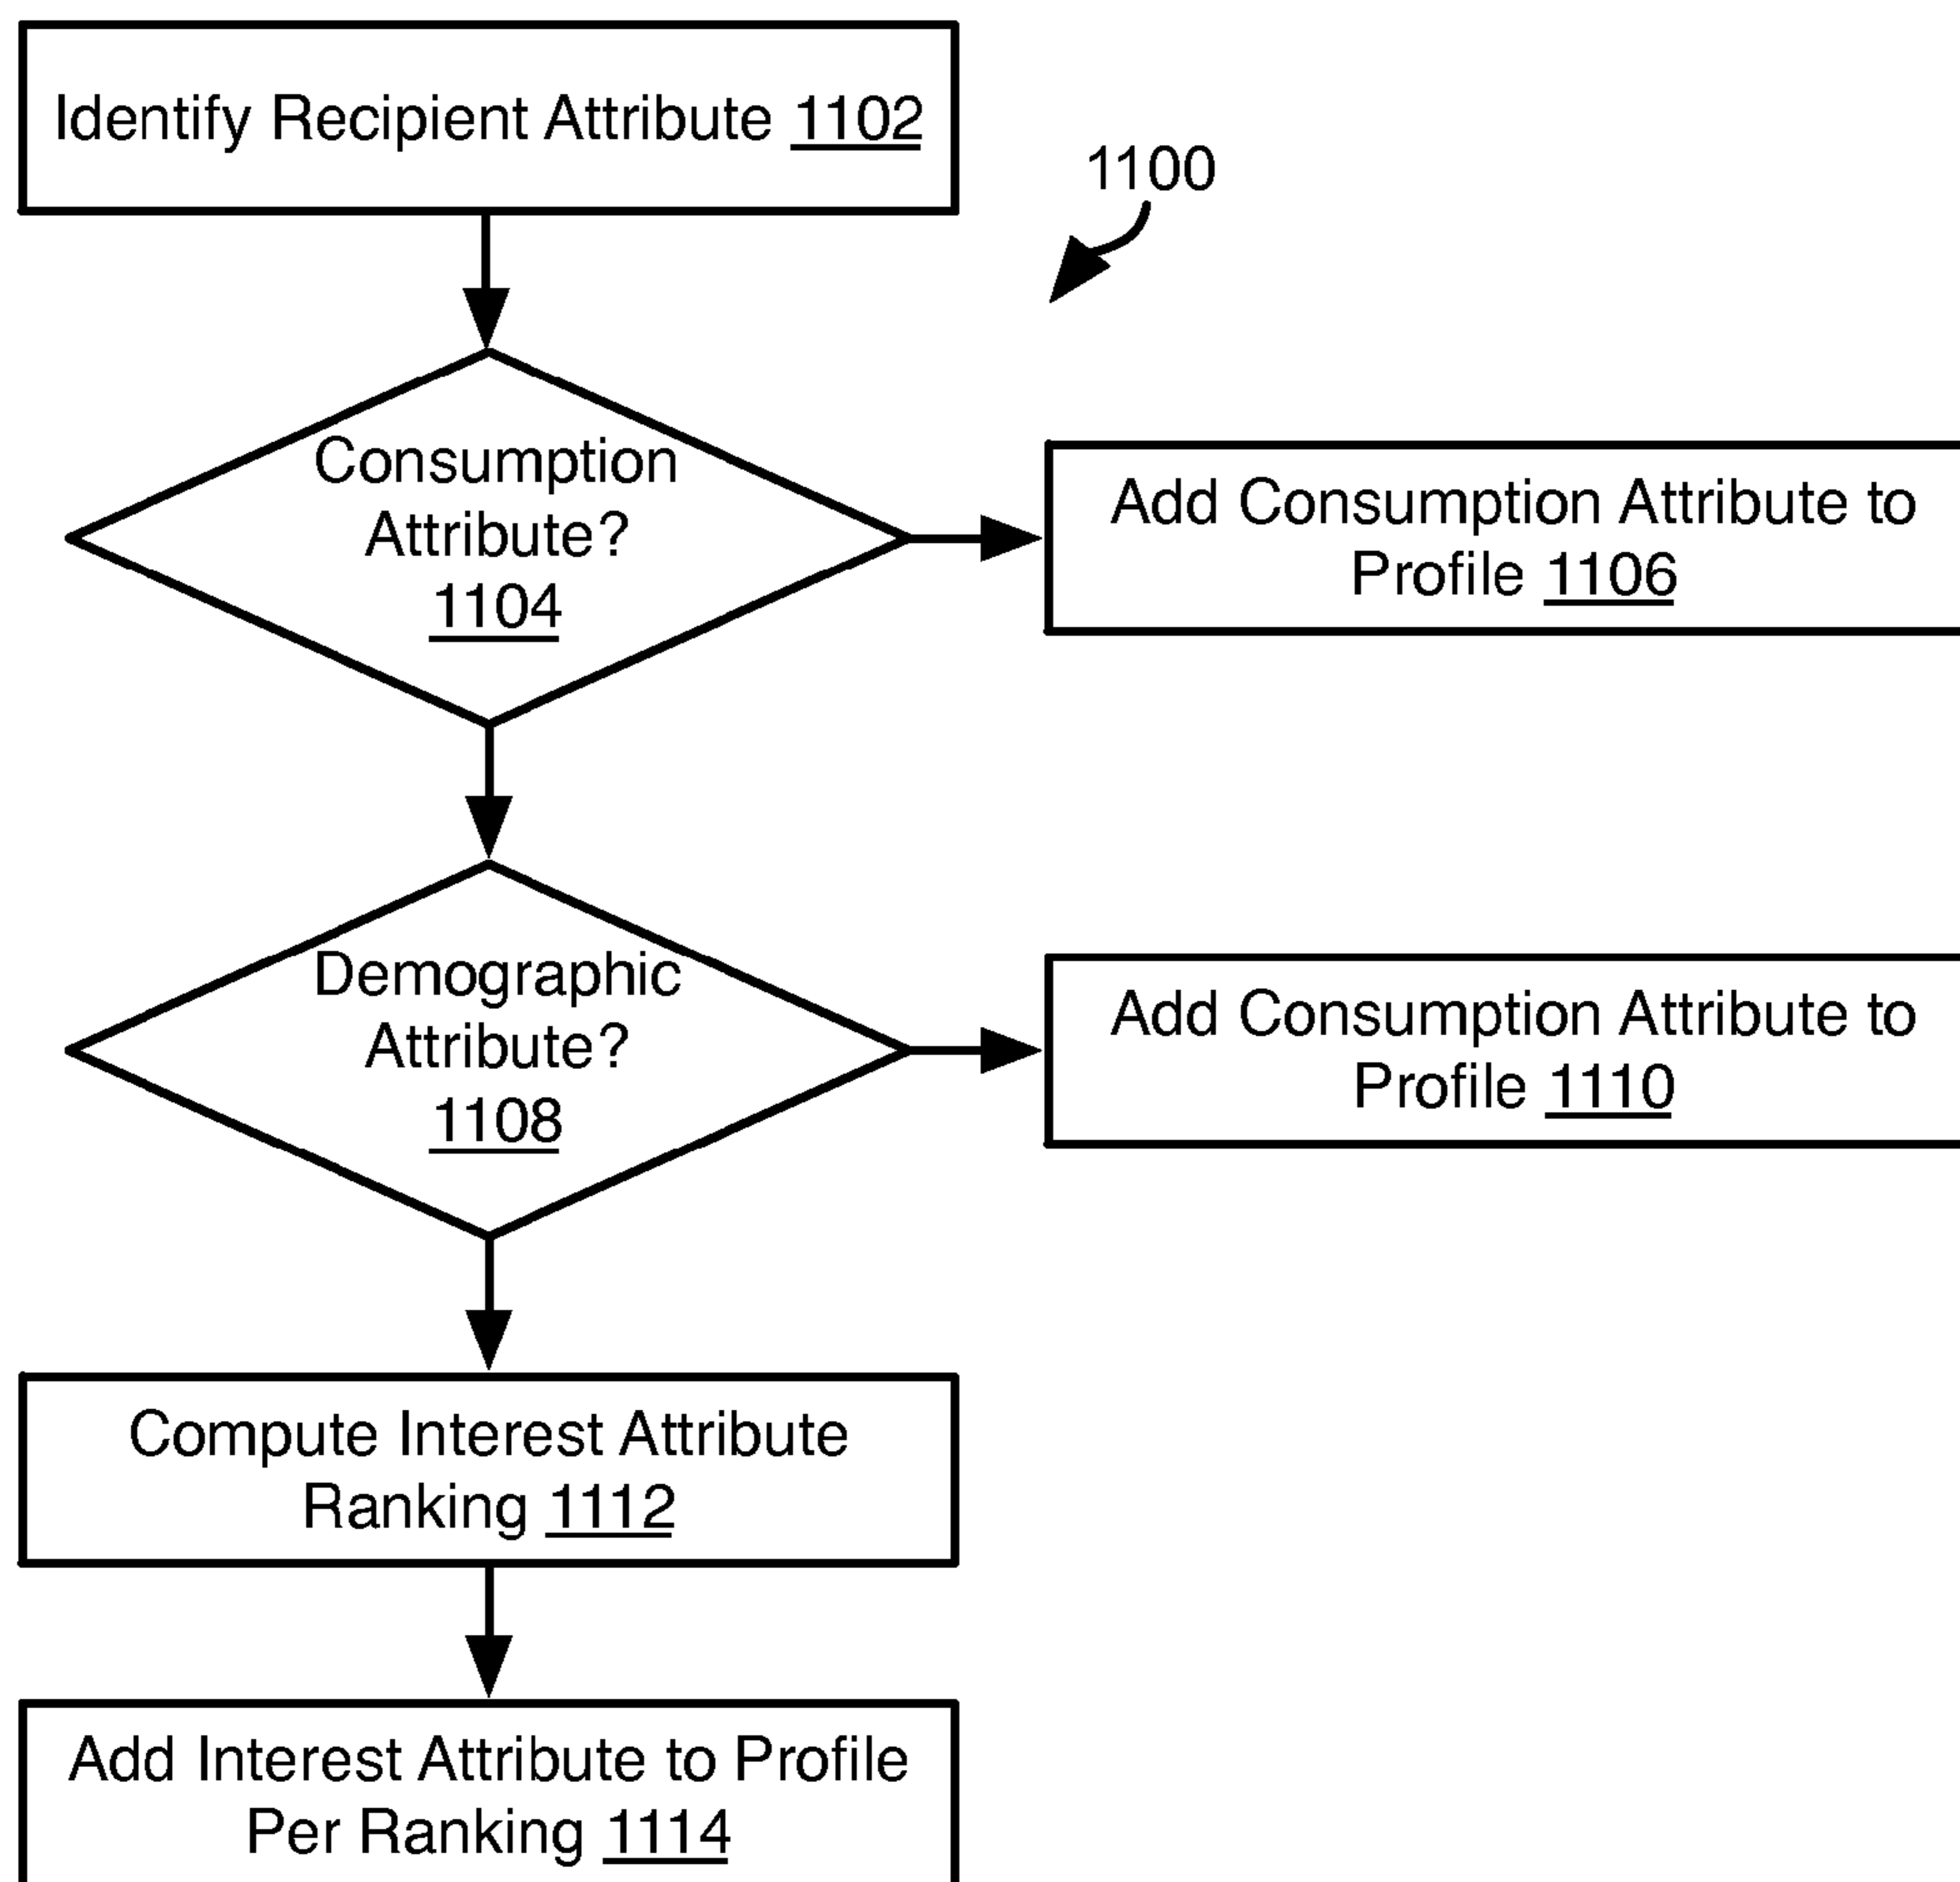 Identify Recipient Attribute 1102
1100
Consumption
Attribute?
1104
Add Consumption Attribute to
Profile 1106
Demographic
Attribute?
1108
Add Consumption Attribute to
Profile 1110
Compute Interest Attribute
Ranking 1112
Add Interest Attribute to Profile
Per Ranking 1114